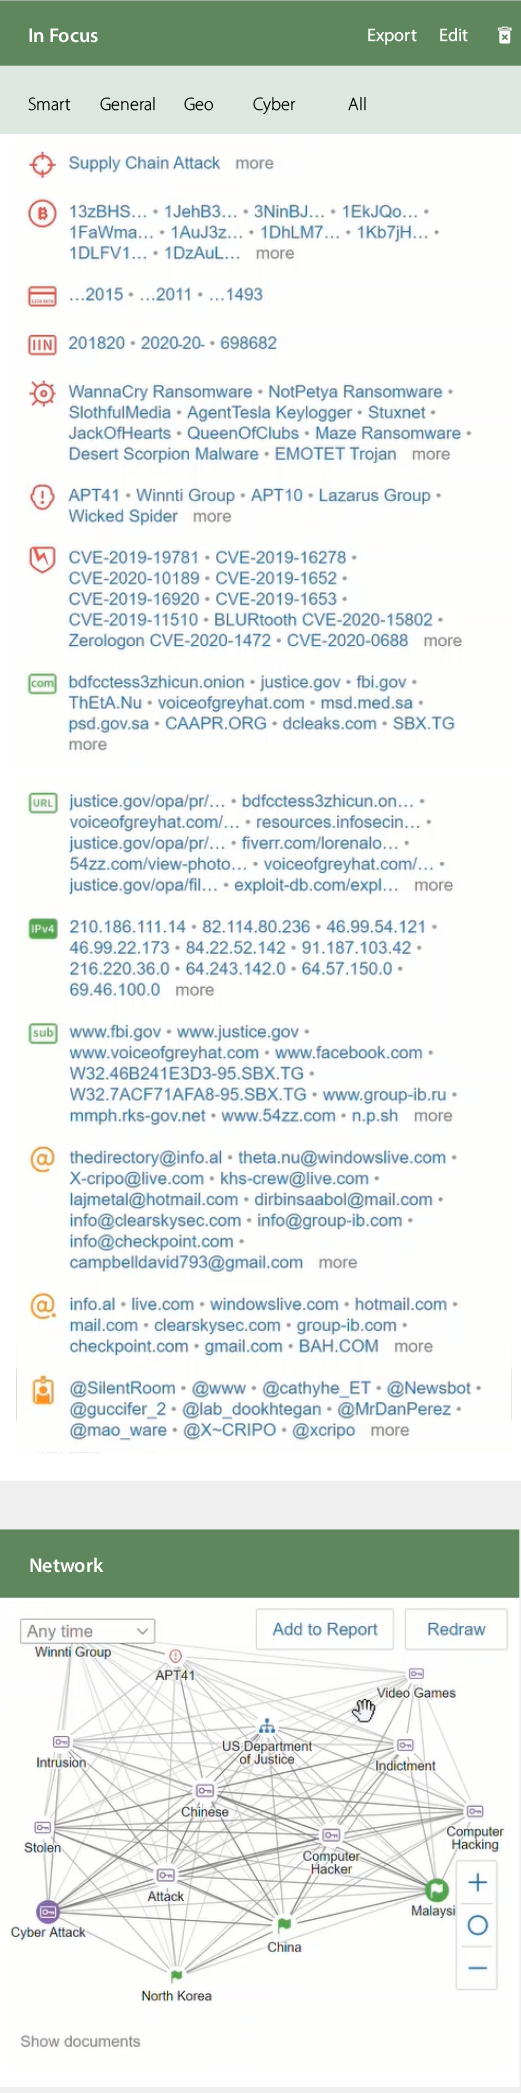 In Focus
Export Edit
Smart General Geo Cyber All
Supply Chain Attack more
13zBHS… • 1JehB3… • 3NinBJ… • 1EkJQo… •
1FaWma… • 1AuJ3z… • 1DhLM7… • 1Kb7jH… •
1DLFV1… • 1DzAuL… more
…2015 • …2011 • …1493
IIN
201820 • 2020-20- • 698682
WannaCry Ransomware • NotPetya Ransomware •
SlothfulMedia • AgentTesla Keylogger • Stuxnet •
JackOfHearts • QueenOfClubs • Maze Ransomware •
Desert Scorpion Malware • EMOTET Trojan more
APT41 • Winnti Group • APT10 • Lazarus Group •
Wicked Spider more
CVE-2019-19781 • CVE-2019-16278 •
CVE-2020-10189 • CVE-2019-1652 •
CVE-2019-16920 • CVE-2019-1653 •
CVE-2019-11510 • BLURtooth CVE-2020-15802 •
Zerologon CVE-2020-1472 • CVE-2020-0688 more
com
bdfcctess3zhicun.onion • justice.gov • fbi.gov •
ThEtA.Nu • voiceofgreyhat.com • msd.med.sa •
psd.gov.sa • CAAPR.ORG • dcleaks.com • SBX.TG
more
URL
justice.gov/opa/pr/… • bdfcctess3zhicun.on… •
voiceofgreyhat.com/… • resources.infosecin… •
justice.gov/opa/pr/… • fiverr.com/lorenalo… •
54zz.com/view-photo… • voiceofgreyhat.com/… •
justice.gov/opa/fil… • exploit-db.com/expl… more
IPv4
210.186.111.14 • 82.114.80.236 • 46.99.54.121 •
46.99.22.173 • 84.22.52.142 • 91.187.103.42 •
216.220.36.0 • 64.243.142.0 • 64.57.150.0 •
69.46.100.0 more
sub
www.fbi.gov • www.justice.gov •
www.voiceofgreyhat.com • www.facebook.com •
W32.46B241E3D3-95.SBX.TG •
W32.7ACF71AFA8-95.SBX.TG • www.group-ib.ru •
mmph.rks-gov.net • www.54zz.com • n.p.sh more
@
thedirectory@info.al • theta.nu@windowslive.com •
X-cripo@live.com • khs-crew@live.com •
lajmetal@hotmail.com • dirbinsaabol@mail.com •
info@clearskysec.com • info@group-ib.com •
info@checkpoint.com •
campbelldavid793@gmail.com more
@.
info.al • live.com • windowslive.com • hotmail.com •
mail.com • clearskysec.com • group-ib.com •
checkpoint.com • gmail.com • BAH.COM more
@SilentRoom • @www • @cathyhe_ET • @Newsbot •
@guccifer_2 • @lab_dookhtegan • @MrDanPerez •
@mao_ware • @X~CRIPO • @xcripo more
Network
Any time
Add to Report
Redraw
Winnti Group
APT41
Video Games
US Department
of Justice
Intrusion
Indictment
Chinese
Computer
Hacking
Stolen
Computer
Hacker
Attack
Malaysi
Cyber Attack
China
North Korea
Show documents